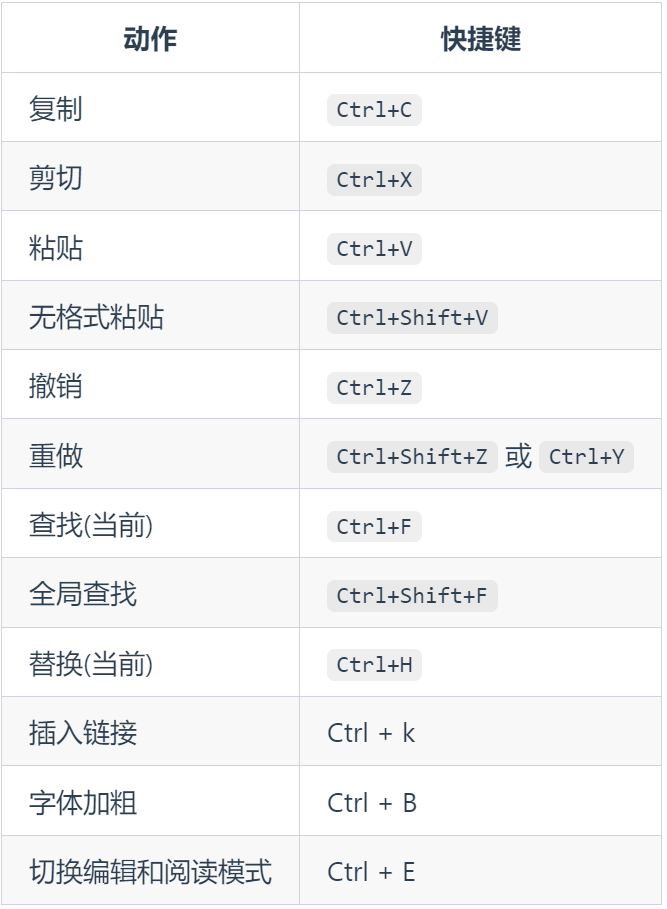 动作 快捷键
复制 Ctrl+C
剪切 Ctrl+X
粘贴 Ctrl+V
无格式粘贴 Ctrl+Shift+V
撤销 Ctrl+Z
重做 Ctrl+Shift+Z 或 Ctrl+Y
查找(当前) Ctrl+F
全局查找 Ctrl+Shift+F
替换(当前) Ctrl+H
插入链接 Ctrl + k
字体加粗 Ctrl + B
切换编辑和阅读模式 Ctrl + E